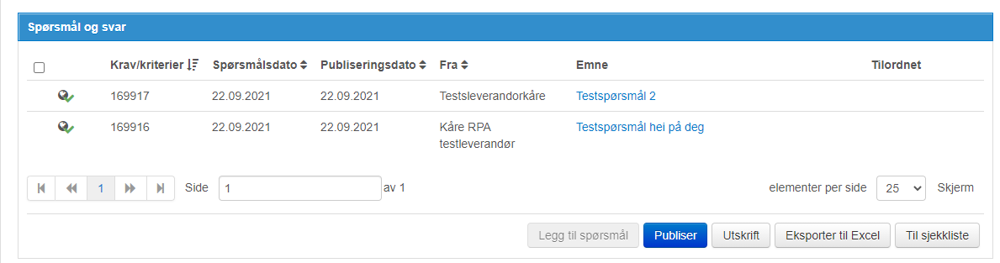 Spørsmål og svar
Krav/kriterier Spørsmålsdato Publiseringsdato Fra Emne Tilordnet
169917 22.09.2021 22.09.2021 Testsleverandorkåre Testspørsmål 2
169916 22.09.2021 22.09.2021 Kåre RPA Testspørsmål hei på deg
testleverandør
1 Side 1 av 1 elementer per side 25 Skjerm
Legg til spørsmål Publiser Utskrift Eksporter til Excel Til sjekkliste